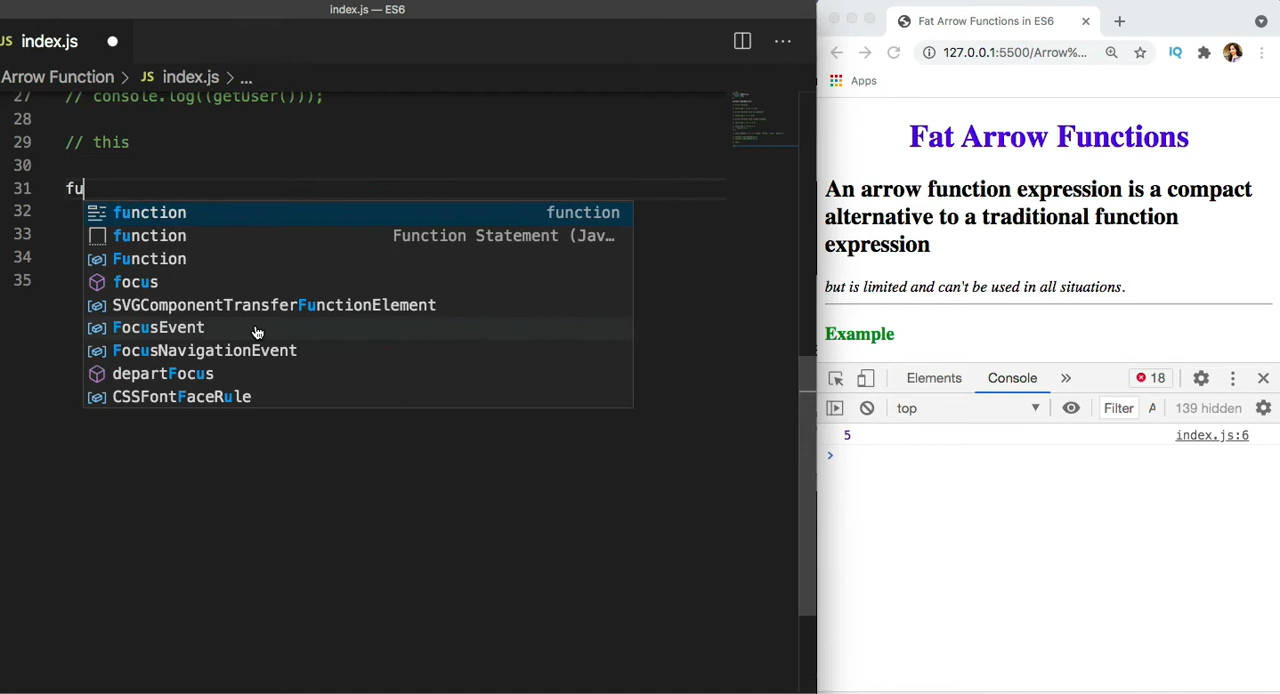 index.js — ES6
JS index.js
Arrow Function > JS index.js > ...
27 // console.log((getUser()));
28
29 // this
30
31 fu
32
33
34
35
function function
function Function Statement (Jav…
Function
focus
SVGComponentTransferFunctionElement
FocusEvent
FocusNavigationEvent
departFocus
CSSFontFaceRule
Fat Arrow Functions in ES6
127.0.0.1:5500/Arrow%...
IQ
Apps
Fat Arrow Functions
An arrow function expression is a compact
alternative to a traditional function
expression
but is limited and can't be used in all situations.
Example
Elements Console » 18
top Filter 139 hidden
5 index.js:6